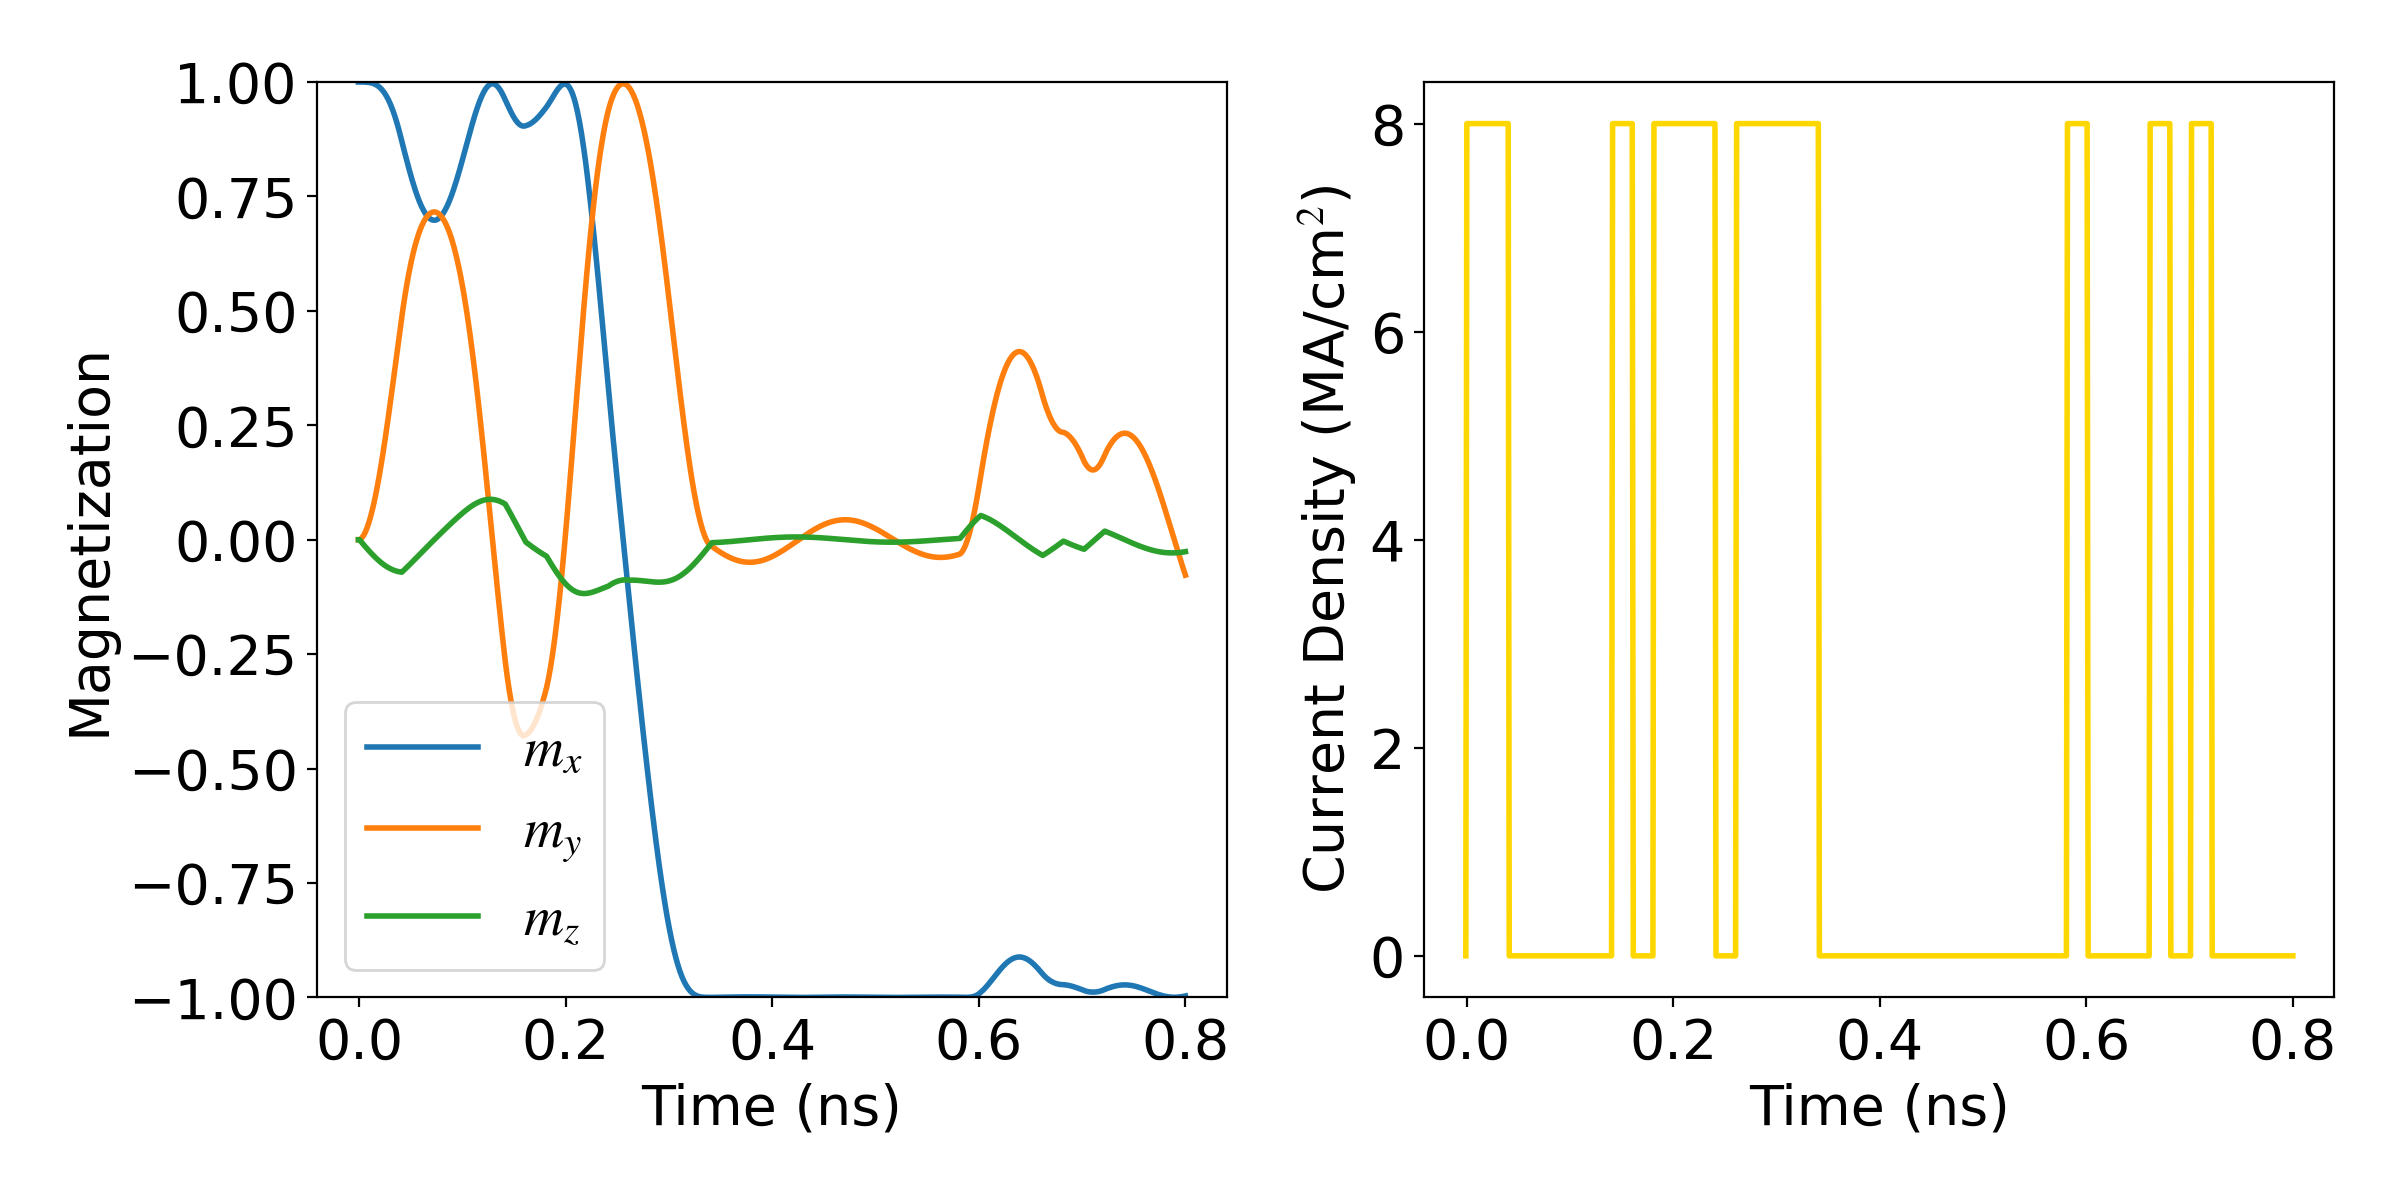 Magnetization
1.00
0.75
0.50
0.25
0.00
−0.25
−0.50
−0.75
−1.00
m_x
m_y
m_z
0.0 0.2 0.4 0.6 0.8
Time (ns)
Current Density (MA/cm²)
8
6
4
2
0
0.0 0.2 0.4 0.6 0.8
Time (ns)